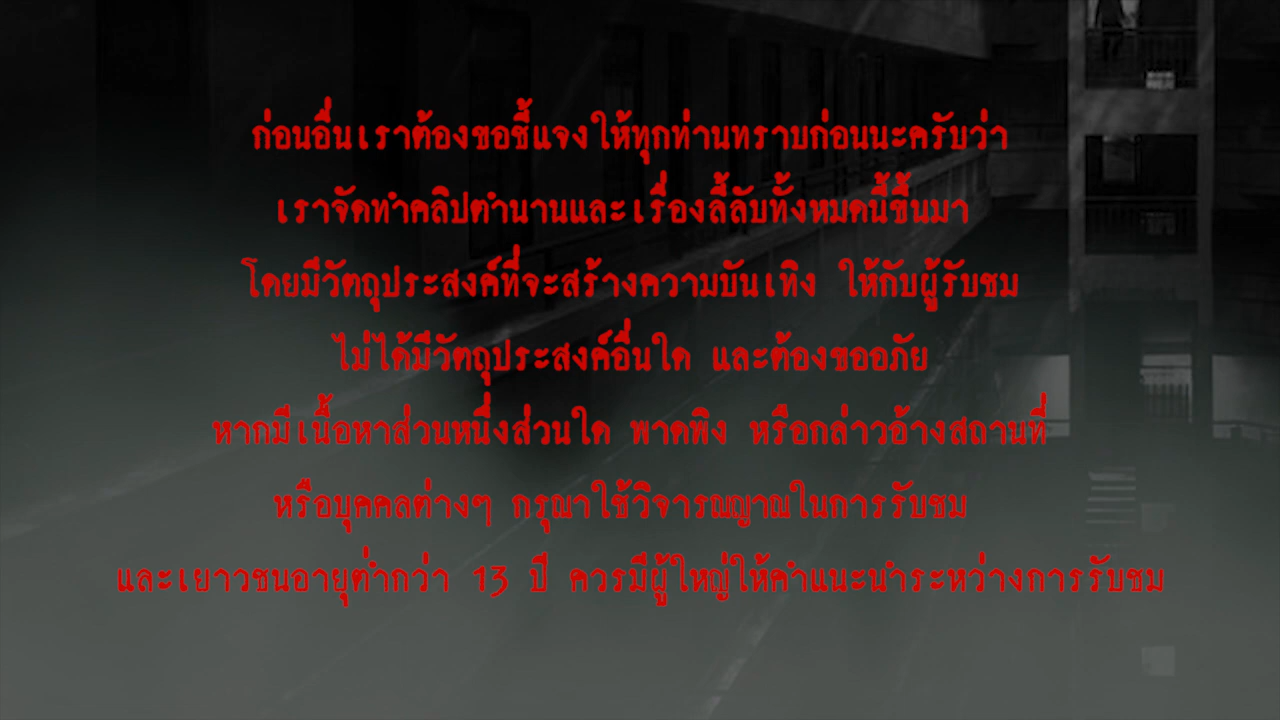 ก่อนอื่นเราต้องขอชี้แจงให้ทุกท่านทราบก่อนนะครับว่า
เราจัดทำคลิปตำนานและเรื่องลี้ลับทั้งหมดนี้ขึ้นมา
โดยมีวัตถุประสงค์ที่จะสร้างความบันเทิง ให้กับผู้รับชม
ไม่ได้มีวัตถุประสงค์อื่นใด และต้องขออภัย
หากมีเนื้อหาส่วนหนึ่งส่วนใด พาดพิง หรือกล่าวอ้างสถานที่
หรือบุคคลต่างๆ กรุณาใช้วิจารณญาณในการรับชม
และเยาวชนอายุต่ำกว่า 13 ปี ควรมีผู้ใหญ่ให้คำแนะนำระหว่างการรับชม